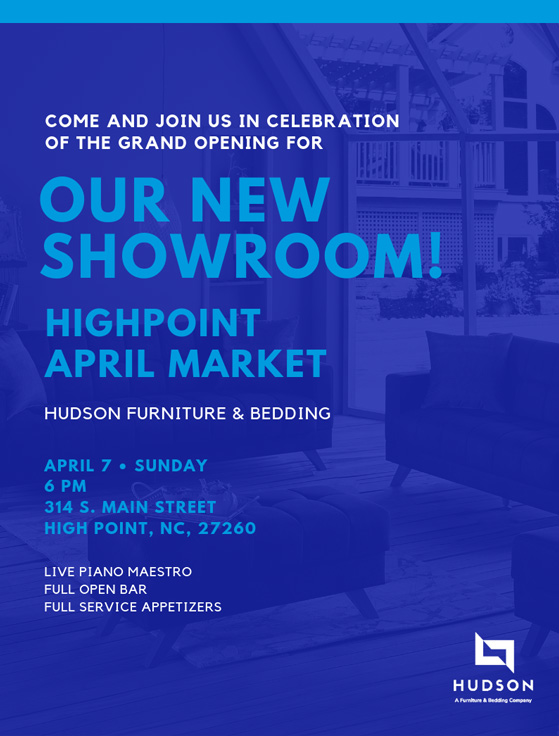 COME AND JOIN US IN CELEBRATION
OF THE GRAND OPENING FOR
OUR NEW
SHOWROOM!
HIGHPOINT
APRIL MARKET
HUDSON FURNITURE & BEDDING
APRIL 7 • SUNDAY
6 PM
314 S. MAIN STREET
HIGH POINT, NC, 27260
LIVE PIANO MAESTRO
FULL OPEN BAR
FULL SERVICE APPETIZERS
HUDSON
A Furniture & Bedding Company